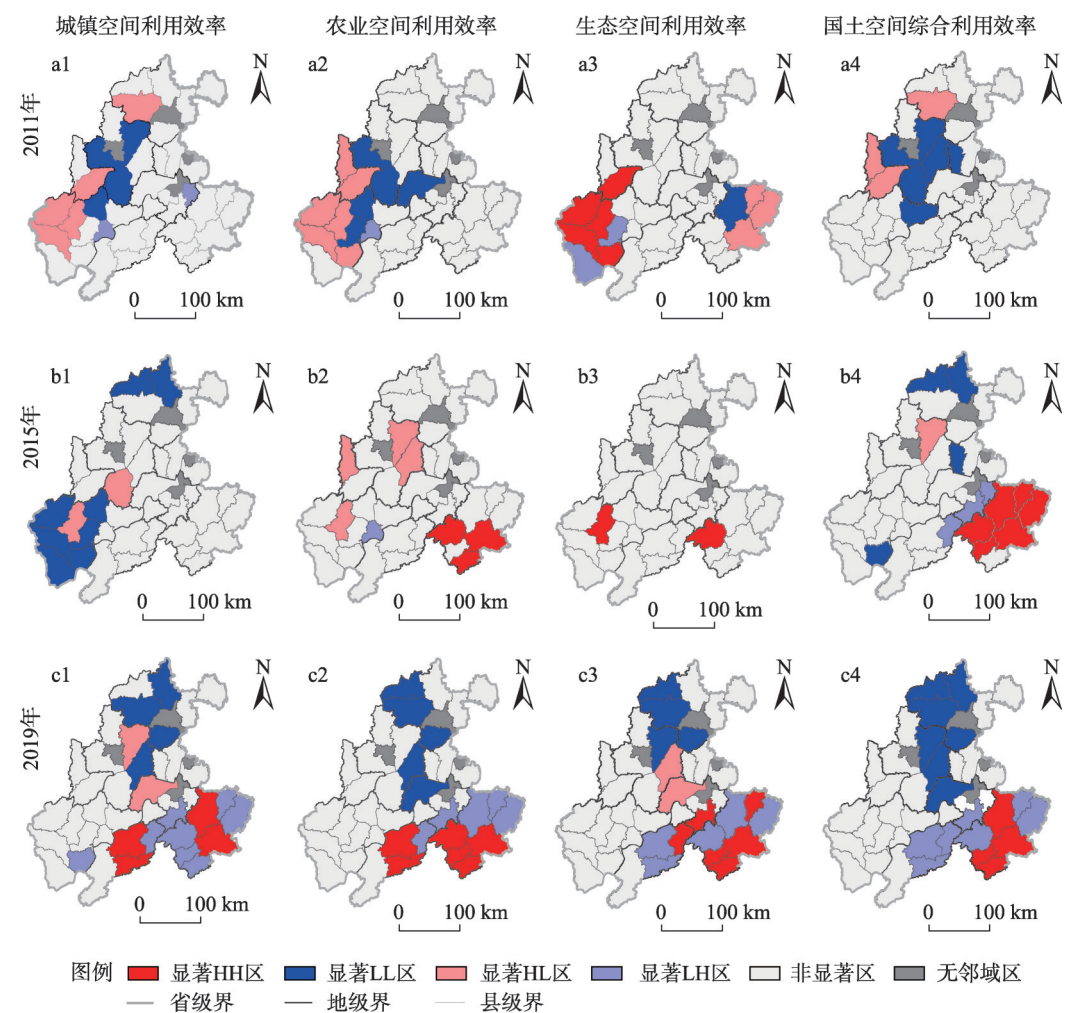 城镇空间利用效率 农业空间利用效率 生态空间利用效率 国土空间综合利用效率
2011年
a1 N a2 N a3 N a4 N
0 100 km 0 100 km 0 100 km 0 100 km
2015年
b1 N b2 N b3 N b4 N
0 100 km 0 100 km 0 100 km 0 100 km
2019年
c1 N c2 N c3 N c4 N
0 100 km 0 100 km 0 100 km 0 100 km
图例 显著HH区 显著LL区 显著HL区 显著LH区 非显著区 无邻域区
省级界 地级界 县级界